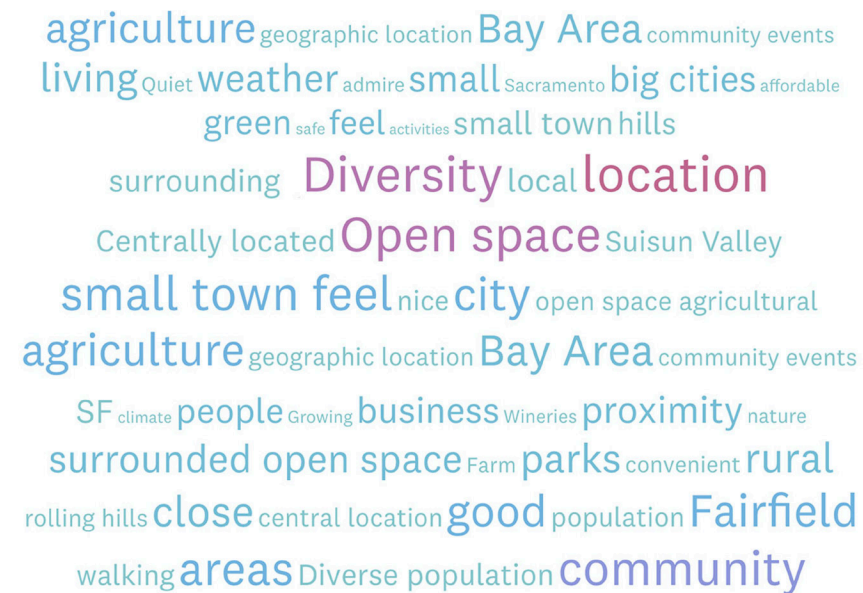 agriculture geographic location Bay Area community events
living Quiet weather admire small Sacramento big cities affordable
green safe feel activities small town hills
surrounding Diversity local location
Centrally located Open space Suisun Valley
small town feel nice city open space agricultural
agriculture geographic location Bay Area community events
SF climate people Growing business Wineries proximity nature
surrounded open space Farm parks convenient rural
rolling hills close central location good population Fairfield
walking areas Diverse population community